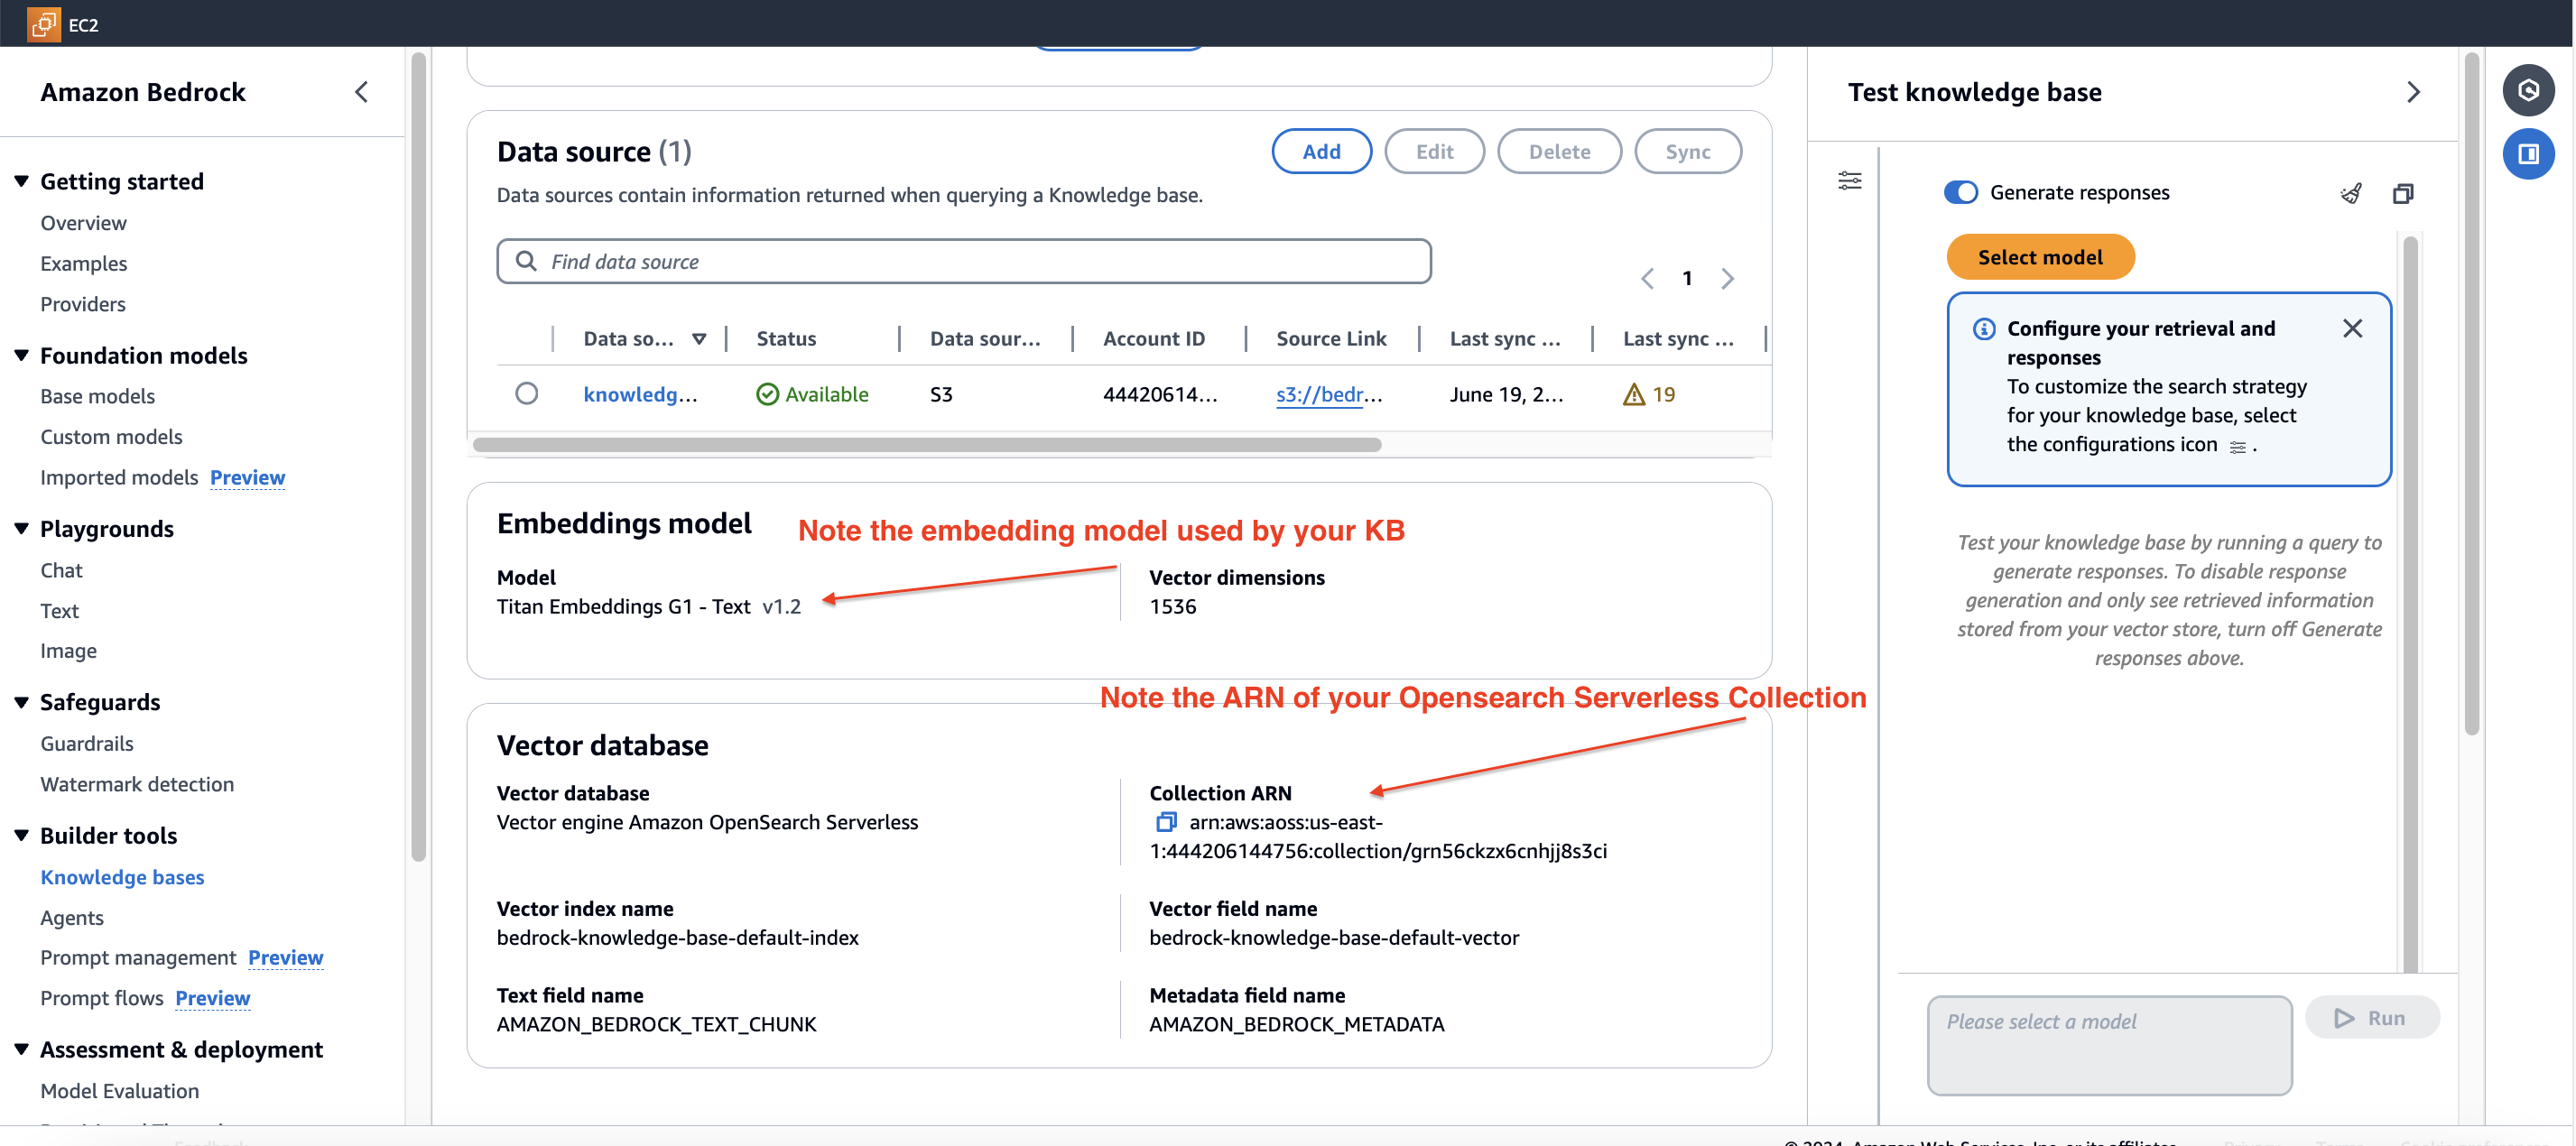 EC2
Amazon Bedrock
Getting started
Overview
Examples
Providers
Foundation models
Base models
Custom models
Imported models Preview
Playgrounds
Chat
Text
Image
Safeguards
Guardrails
Watermark detection
Builder tools
Knowledge bases
Agents
Prompt management Preview
Prompt flows Preview
Assessment & deployment
Model Evaluation
Data source (1)
Add Edit Delete Sync
Data sources contain information returned when querying a Knowledge base.
Find data source
1
Data so... Status Data sour... Account ID Source Link Last sync ... Last sync ...
knowledg... Available S3 44420614... s3://bedr... June 19, 2... 19
Embeddings model
Note the embedding model used by your KB
Model
Titan Embeddings G1 - Text v1.2
Vector dimensions
1536
Note the ARN of your Opensearch Serverless Collection
Vector database
Vector database
Vector engine Amazon OpenSearch Serverless
Collection ARN
arn:aws:aoss:us-east-
1:444206144756:collection/grn56ckzx6cnhjj8s3ci
Vector index name
bedrock-knowledge-base-default-index
Vector field name
bedrock-knowledge-base-default-vector
Text field name
AMAZON_BEDROCK_TEXT_CHUNK
Metadata field name
AMAZON_BEDROCK_METADATA
Test knowledge base
Generate responses
Select model
Configure your retrieval and
responses
To customize the search strategy
for your knowledge base, select
the configurations icon .
Test your knowledge base by running a query to
generate responses. To disable response
generation and only see retrieved information
stored from your vector store, turn off Generate
responses above.
Please select a model
Run
© 2024, Amazon Web Services, Inc. or its affiliates.